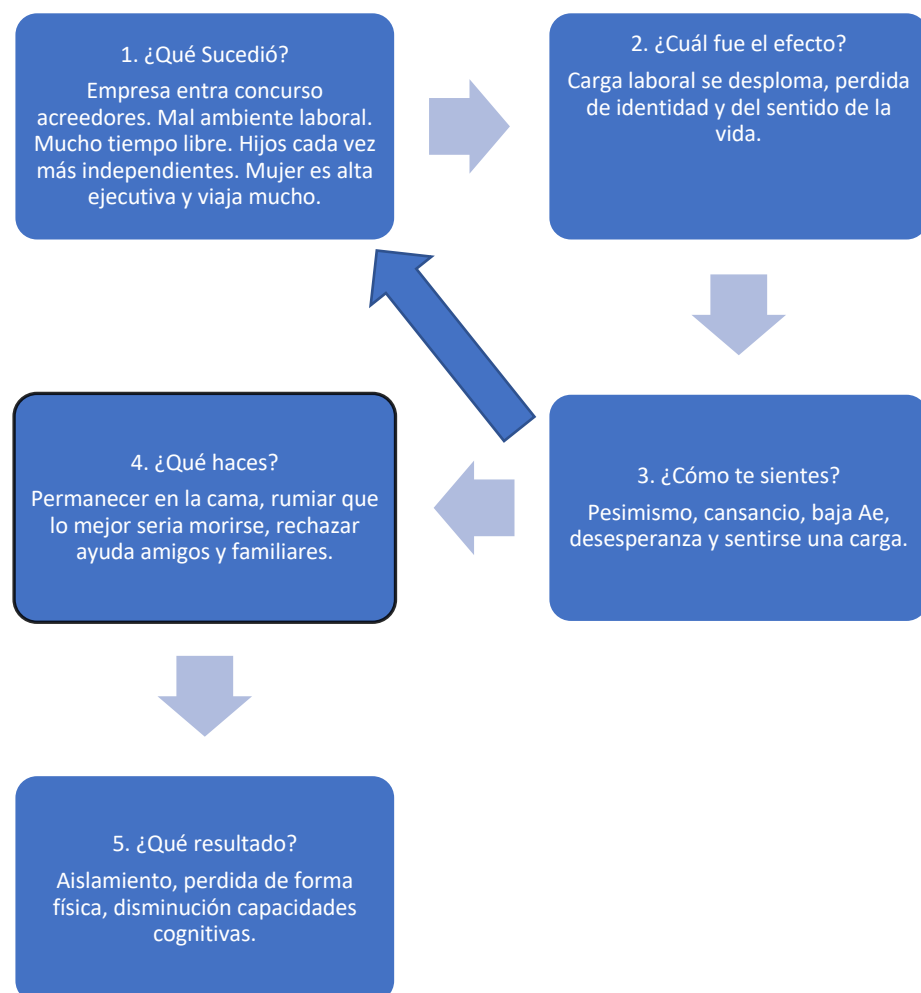 1. ¿Qué Sucedió?
Empresa entra concurso
acreedores. Mal ambiente laboral.
Mucho tiempo libre. Hijos cada vez
más independientes. Mujer es alta
ejecutiva y viaja mucho.
2. ¿Cuál fue el efecto?
Carga laboral se desploma, perdida
de identidad y del sentido de la
vida.
3. ¿Cómo te sientes?
Pesimismo, cansancio, baja Ae,
desesperanza y sentirse una carga.
4. ¿Qué haces?
Permanecer en la cama, rumiar que
lo mejor seria morirse, rechazar
ayuda amigos y familiares.
5. ¿Qué resultado?
Aislamiento, perdida de forma
física, disminución capacidades
cognitivas.